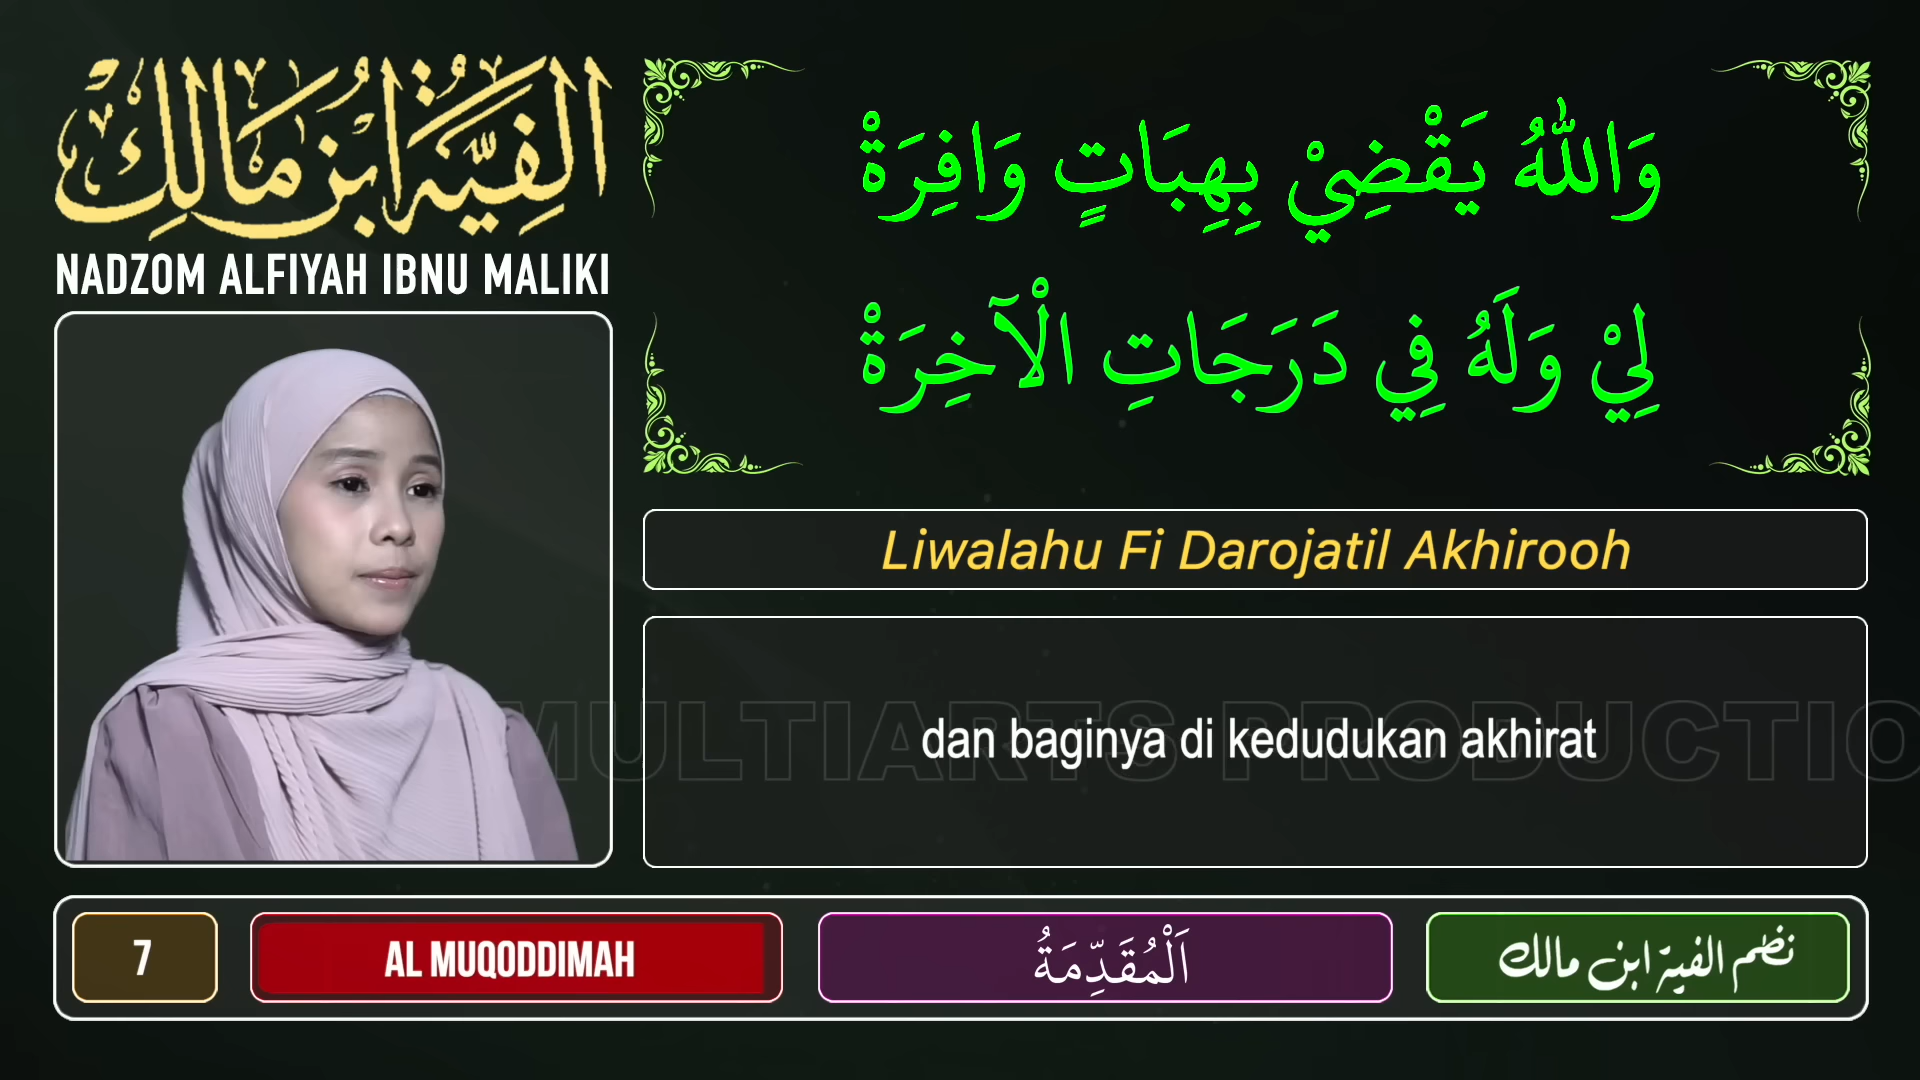 الفية ابن مالك
NADZOM ALFIYAH IBNU MALIKI
وَاللّٰهُ يَقْضِيْ بِهِبَاتٍ وَافِرَةْ
لِيْ وَلَهُ فِي دَرَجَاتِ الْآخِرَةْ
Liwalahu Fi Darojatil Akhirooh
dan baginya di kedudukan akhirat
MULTIARTS PRODUCTIO
7
AL MUQODDIMAH
اَلْمُقَدِّمَةُ
نظم الفية ابن مالك